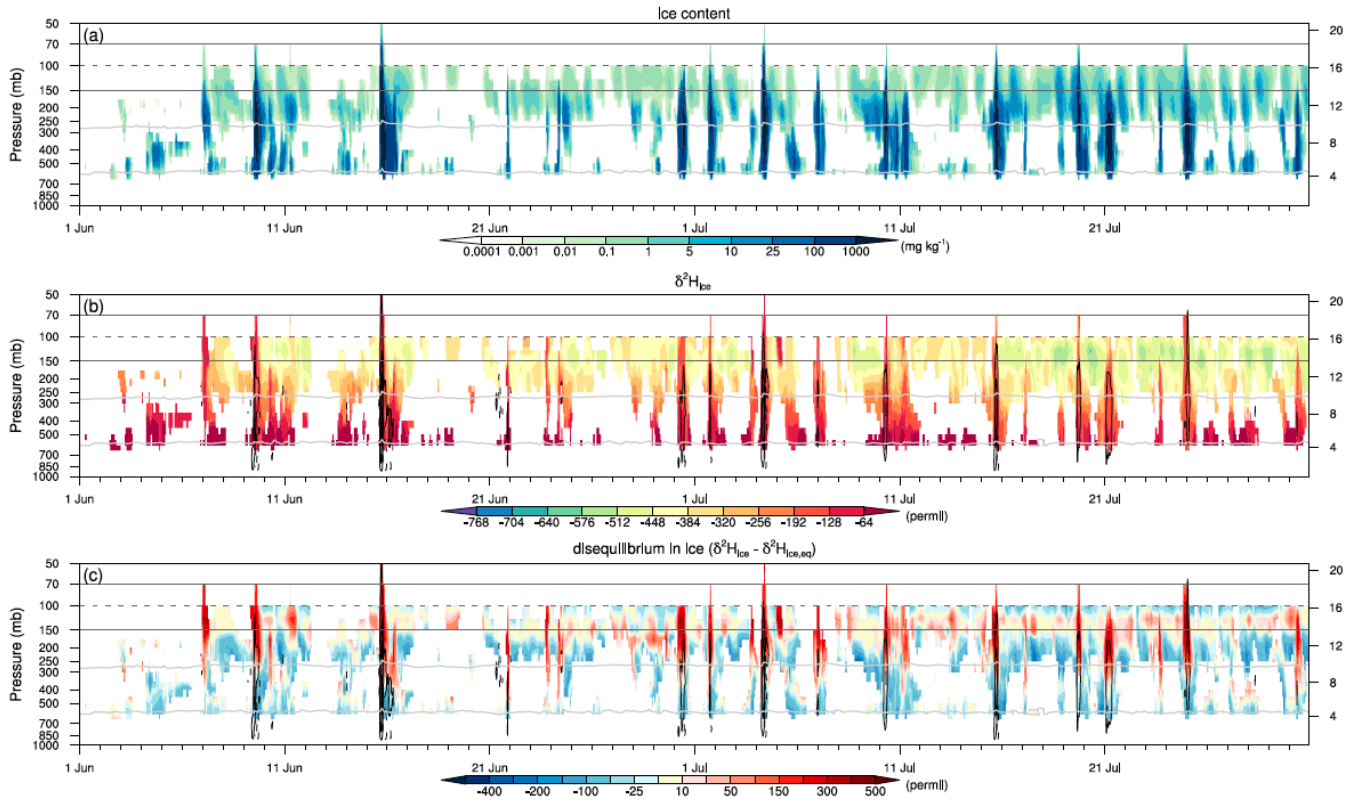 Ice content
(a)
Pressure (mb)
50
70
100
150
200
250
300
500
700
850
1000
20
16
12
8
4
1 Jun
11 Jun
21 Jun
1 Jul
11 Jul
21 Jul
0.0001 0.001 0.01 0.1 1 5 10 25 100 1000 (mg kg⁻¹)
δ²H_Ice
(b)
Pressure (mb)
50
70
100
150
200
250
300
500
700
850
1000
20
16
14
12
8
4
1 Jun
11 Jun
21 Jun
1 Jul
11 Jul
21 Jul
-768 -704 -640 -576 -512 -448 -384 -320 -256 -192 -128 -64 (permil)
disequilibrium in ice (δ²H_Ice - δ²H_Ice,eq)
(c)
Pressure (mb)
50
70
100
150
200
250
300
500
700
850
1000
20
16
12
8
4
1 Jun
11 Jun
21 Jun
1 Jul
11 Jul
21 Jul
-400 -200 -100 -25 10 50 150 300 500 (permil)